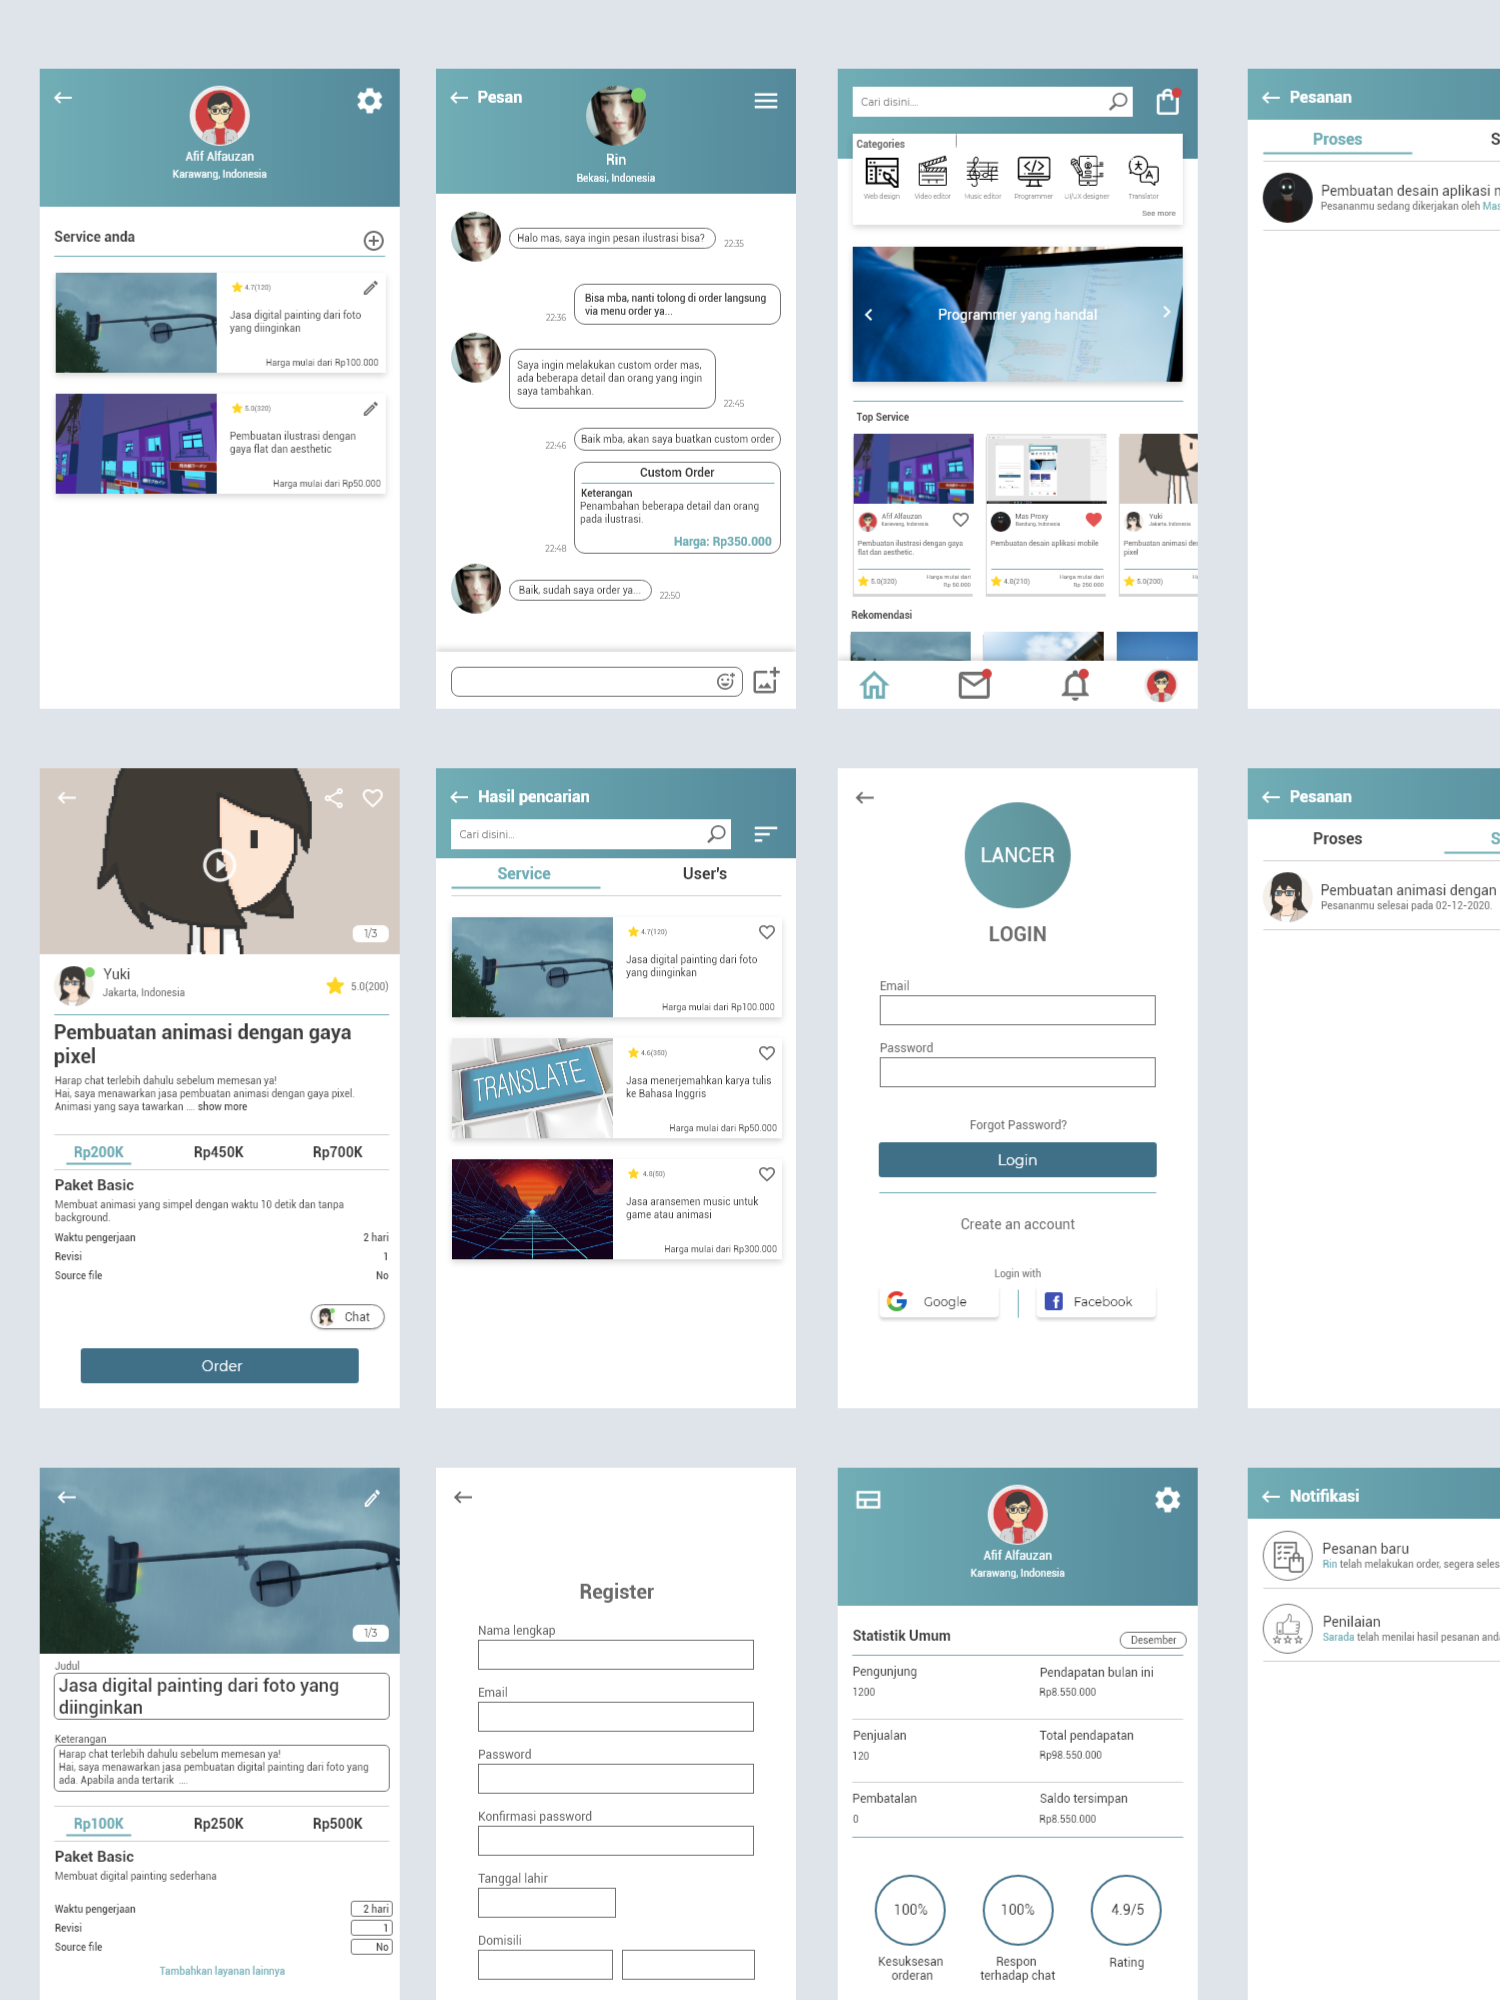 Afif Alfauzan
Karawang, Indonesia
Service anda
4.7(120)
Jasa digital painting dari foto
yang diinginkan
Harga mulai dari Rp100.000
5.0(320)
Pembuatan ilustrasi dengan
gaya flat dan aesthetic
Harga mulai dari Rp50.000
Pesan
Rin
Bekasi, Indonesia
Halo mas, saya ingin pesan ilustrasi bisa?
22:35
Bisa mba, nanti tolong di order langsung
via menu order ya...
22:36
Saya ingin melakukan custom order mas,
ada beberapa detail dan orang yang ingin
saya tambahkan.
22:45
Baik mba, akan saya buatkan custom order
22:46
Custom Order
Keterangan
Penambahan beberapa detail dan orang
pada ilustrasi.
Harga: Rp350.000
22:48
Baik, sudah saya order ya...
22:50
Cari disini...
Categories
Web design Video editor Music editor Programmer UI/UX designer Translator
See more
Programmer yang handal
Top Service
Afif Alfauzan
Karawang, Indonesia
Pembuatan ilustrasi dengan gaya
flat dan aesthetic.
5.0(320)
Harga mulai dari
Rp 50.000
Mas Proxy
Bandung, Indonesia
Pembuatan desain aplikasi mobile
4.8(210)
Harga mulai dari
Rp 250.000
Yuki
Jakarta, Indonesia
Pembuatan animasi de
pixel
5.0(200)
Rekomendasi
Pesanan
Proses S
Pembuatan desain aplikasi m
Pesananmu sedang dikerjakan oleh Mas
Yuki
Jakarta, Indonesia
5.0(200)
1/3
Pembuatan animasi dengan gaya
pixel
Harap chat terlebih dahulu sebelum memesan ya!
Hai, saya menawarkan jasa pembuatan animasi dengan gaya pixel.
Animasi yang saya tawarkan .... show more
Rp200K Rp450K Rp700K
Paket Basic
Membuat animasi yang simpel dengan waktu 10 detik dan tanpa
background.
Waktu pengerjaan 2 hari
Revisi 1
Source file No
Chat
Order
Hasil pencarian
Cari disini...
Service User's
4.7(120)
Jasa digital painting dari foto
yang diinginkan
Harga mulai dari Rp100.000
TRANSLATE
4.6(350)
Jasa menerjemahkan karya tulis
ke Bahasa Inggris
Harga mulai dari Rp50.000
4.8(50)
Jasa aransemen music untuk
game atau animasi
Harga mulai dari Rp300.000
LANCER
LOGIN
Email
Password
Forgot Password?
Login
Create an account
Login with
Google Facebook
Pesanan
Proses S
Pembuatan animasi dengan
Pesananmu selesai pada 02-12-2020.
1/3
Judul
Jasa digital painting dari foto yang
diinginkan
Keterangan
Harap chat terlebih dahulu sebelum memesan ya!
Hai, saya menawarkan jasa pembuatan digital painting dari foto yang
ada. Apabila anda tertarik ....
Rp100K Rp250K Rp500K
Paket Basic
Membuat digital painting sederhana
Waktu pengerjaan 2 hari
Revisi 1
Source file No
Tambahkan layanan lainnya
Register
Nama lengkap
Email
Password
Konfirmasi password
Tanggal lahir
Domisili
Afif Alfauzan
Karawang, Indonesia
Statistik Umum
Desember
Pengunjung Pendapatan bulan ini
1200 Rp8.550.000
Penjualan Total pendapatan
120 Rp98.550.000
Pembatalan Saldo tersimpan
0 Rp8.550.000
100% 100% 4.9/5
Kesuksesan
orderan
Respon
terhadap chat
Rating
Notifikasi
Pesanan baru
Rin telah melakukan order, segera seles
Penilaian
Sarada telah menilai hasil pesanan anda